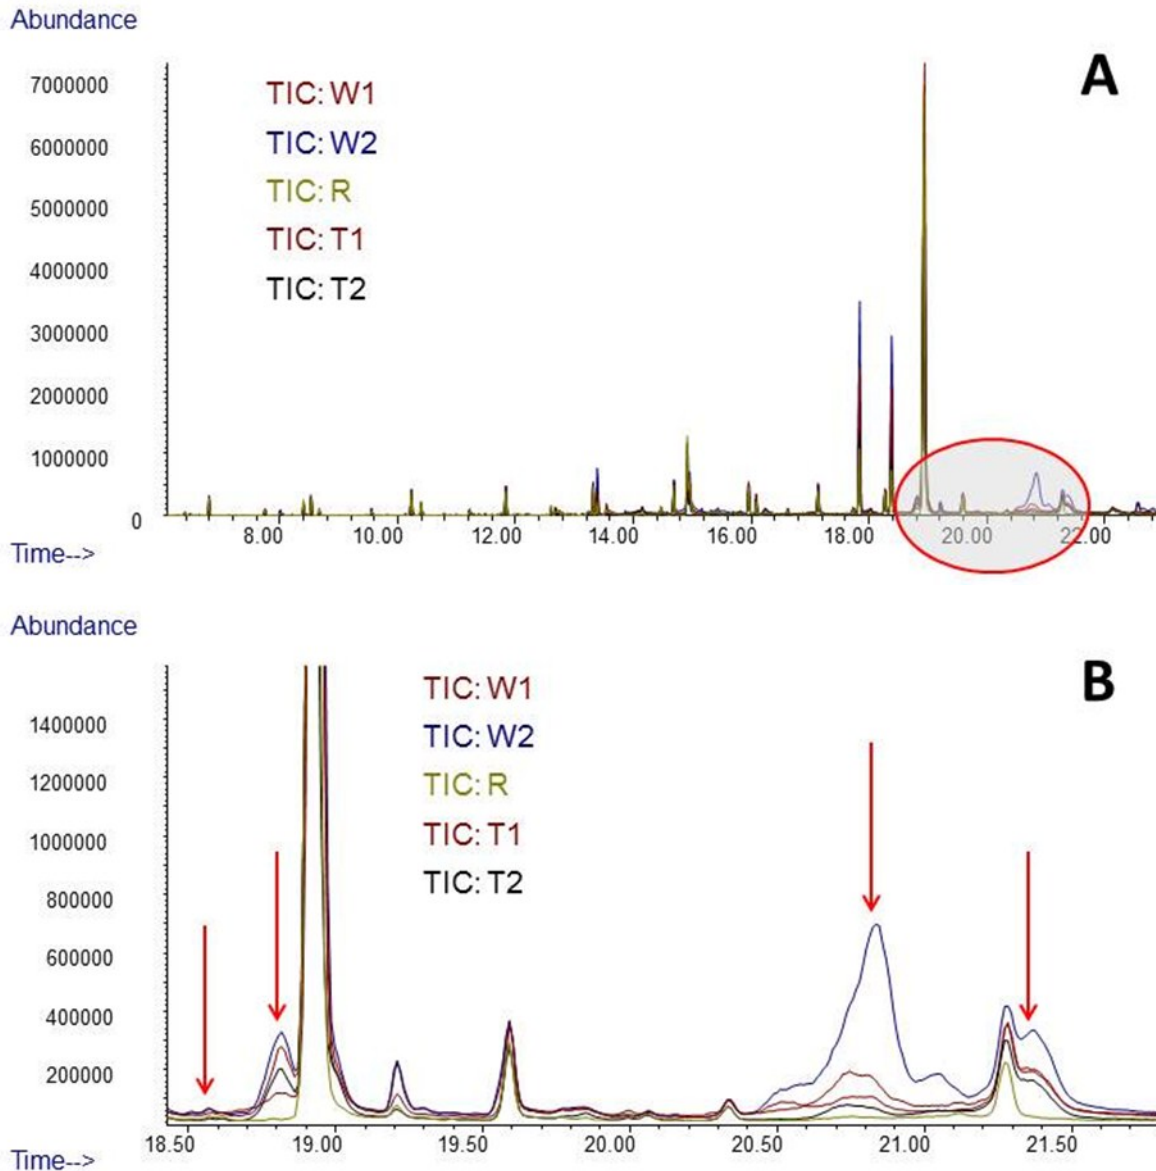 Abundance
A
7000000
TIC: W1
6000000
TIC: W2
5000000
TIC: R
4000000
TIC: T1
3000000
TIC: T2
2000000
1000000
0
8.00 10.00 12.00 14.00 16.00 18.00 20.00 22.00
Time-->
Abundance
B
TIC: W1
1400000
TIC: W2
1200000
TIC: R
1000000
TIC: T1
800000
TIC: T2
600000
400000
200000
18.50 19.00 19.50 20.00 20.50 21.00 21.50
Time-->